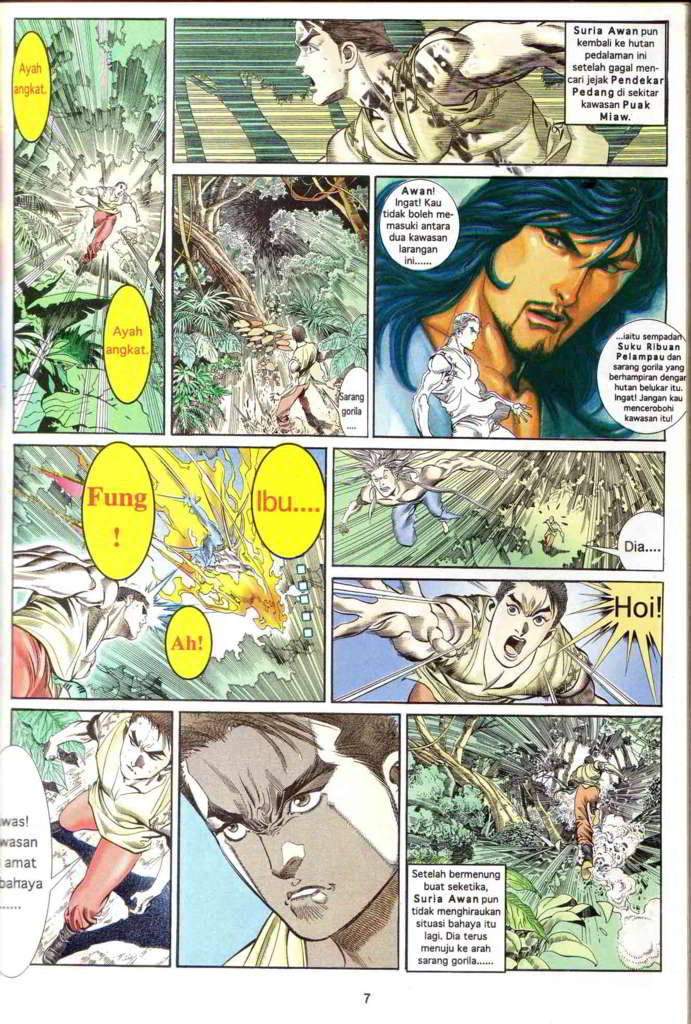 Ayah
angkat.
Ayah
angkat.
Suria Awan pun
kembali ke hutan
pedalaman ini
setelah gagal men-
cari jejak Pendekar
Pedang di sekitar
kawasan Puak
Miaw.
Sarang
gorila
....
Awan!
Ingat! Kau
tidak boleh me-
masuki antara
dua kawasan
larangan
ini......
...iaitu sempadan
Suku Ribuan
Pelampau dan
sarang gorila yang
berhampiran dengan
hutan belukar itu.
Ingat! Jangan kau
mencerobohi
kawasan itu!
Fung
!
Ibu....
Ah!
Dia....
Hoi!
was!
wasan
amat
bahaya
......
Setelah bermenung
buat seketika,
Suria Awan pun
tidak menghiraukan
situasi bahaya itu
lagi. Dia terus
menuju ke arah
sarang gorila......
7